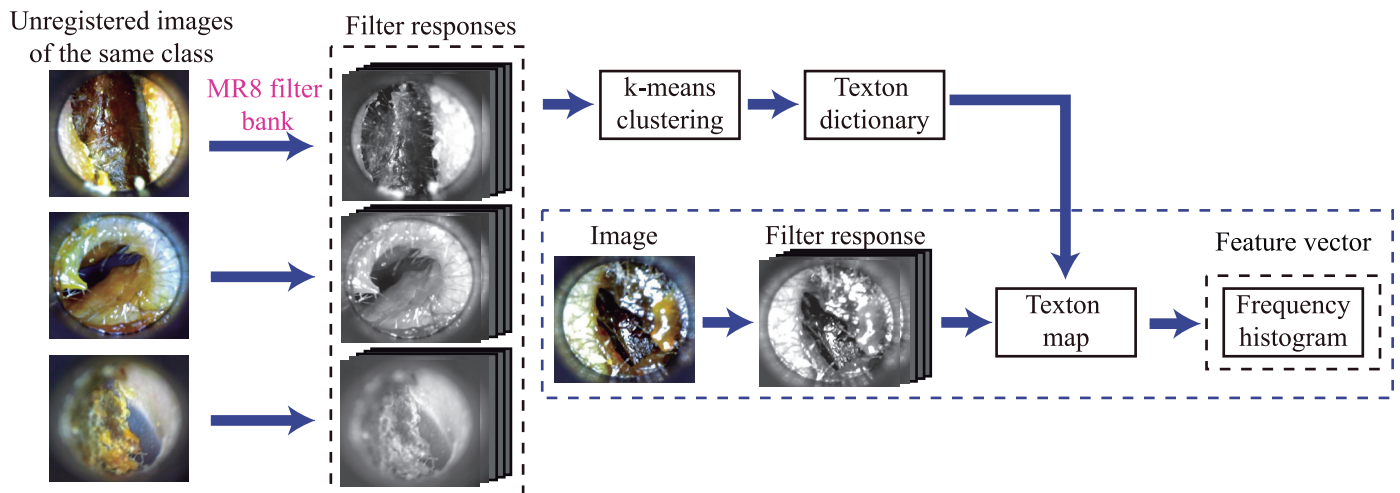 Unregistered images
of the same class
MR8 filter
bank
Filter responses
k-means
clustering
Texton
dictionary
Image
Filter response
Texton
map
Feature vector
Frequency
histogram